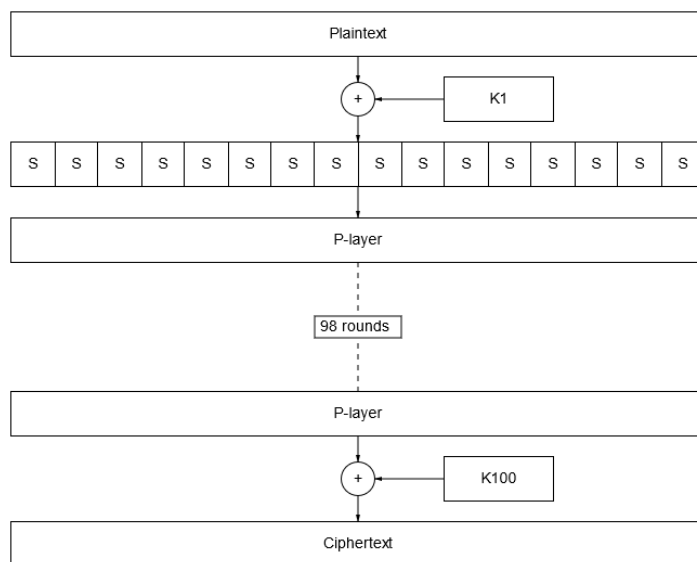 Plaintext
+ K1
S S S S S S S S S S S S S S S S
P-layer
98 rounds
P-layer
+ K100
Ciphertext